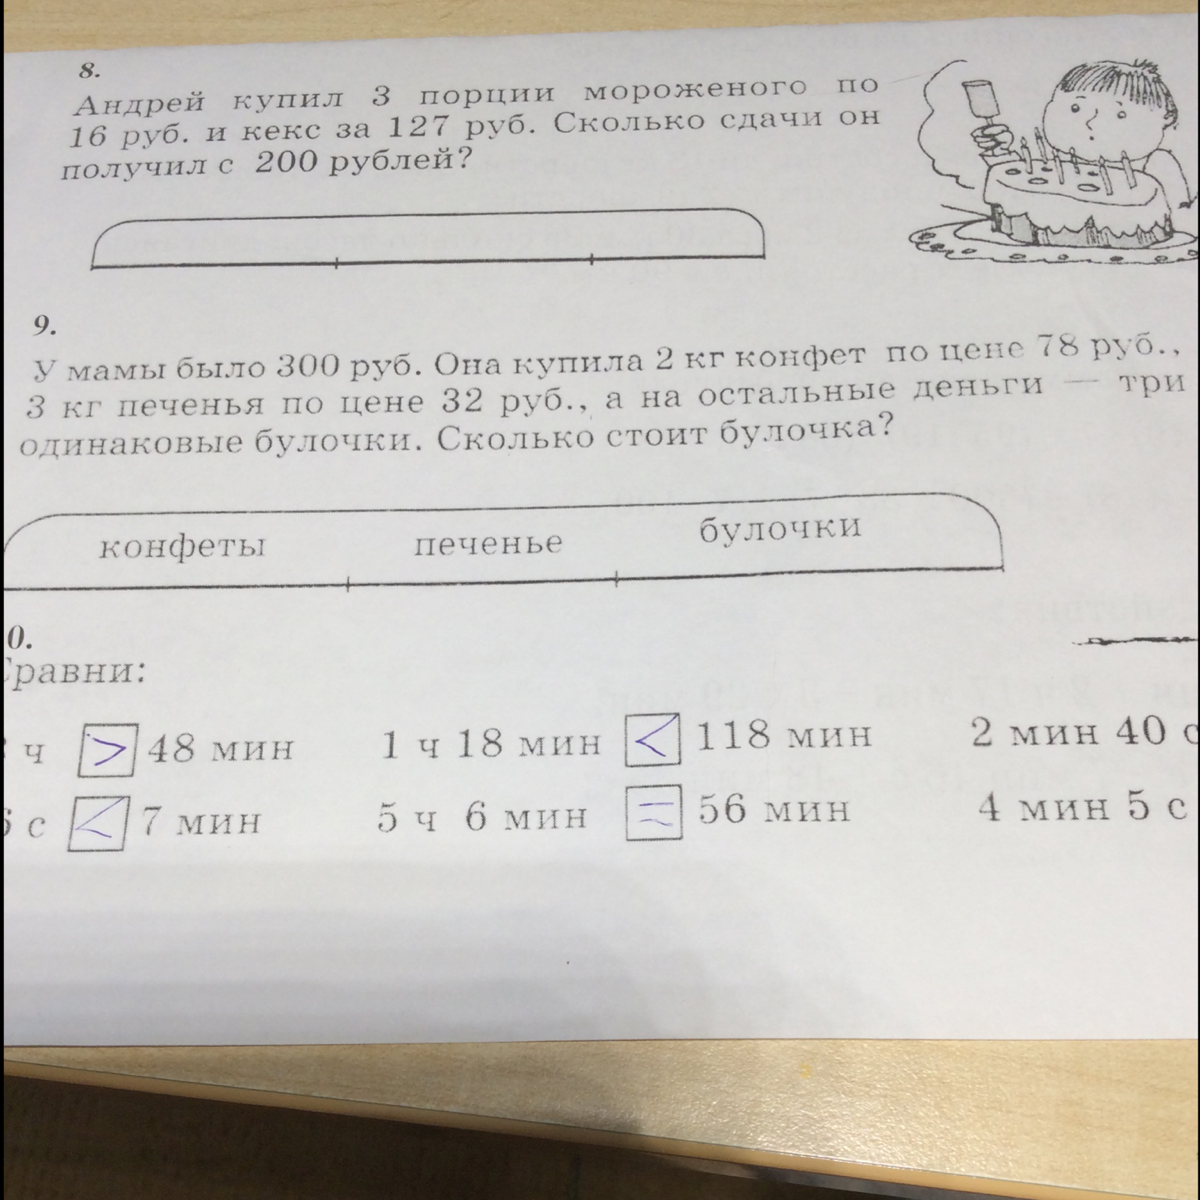 8.
Андрей купил 3 порции мороженого по
16 руб. и кекс за 127 руб. Сколько сдачи он
получил с 200 рублей?
9.
У мамы было 300 руб. Она купила 2 кг конфет по цене 78 руб.,
3 кг печенья по цене 32 руб., а на остальные деньги — три
одинаковые булочки. Сколько стоит булочка?
конфеты печенье булочки
0.
Сравни:
ч > 48 мин 1 ч 18 мин < 118 мин 2 мин 40 с
с < 7 мин 5 ч 6 мин = 56 мин 4 мин 5 с